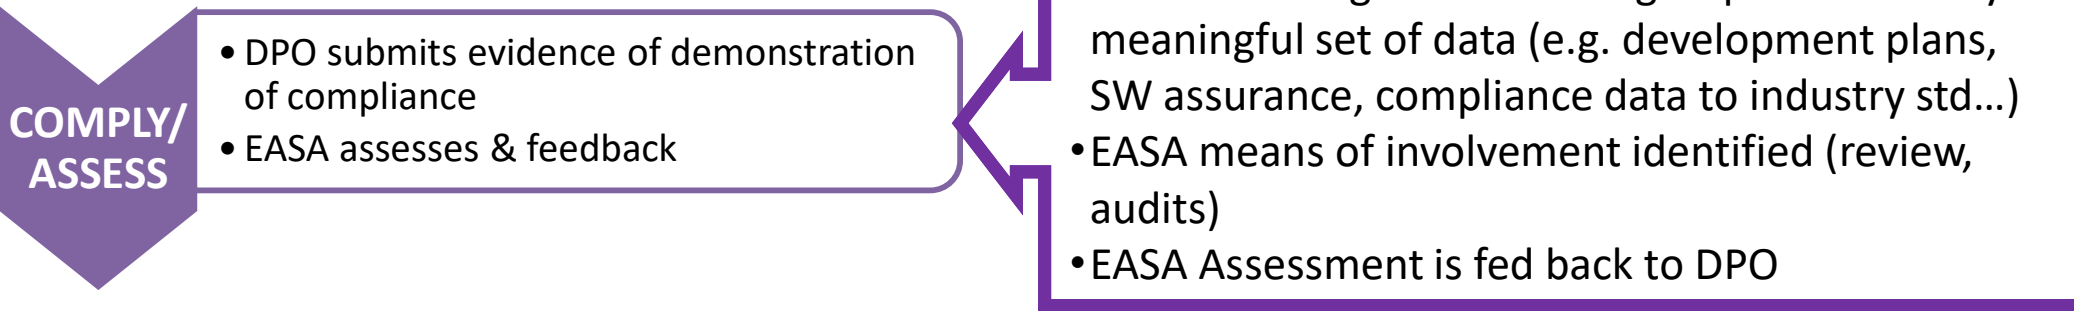 COMPLY/
ASSESS
• DPO submits evidence of demonstration
of compliance
• EASA assesses & feedback
meaningful set of data (e.g. development plans,
SW assurance, compliance data to industry std…)
•EASA means of involvement identified (review,
audits)
•EASA Assessment is fed back to DPO